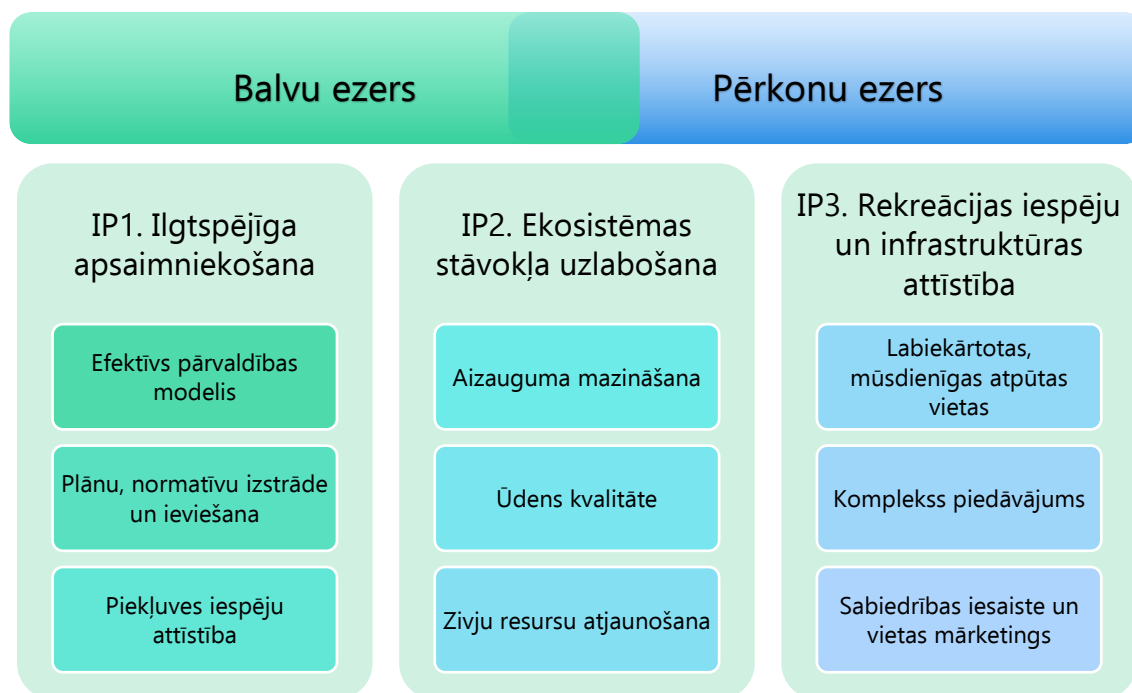 Balvu ezers
Pērkonu ezers
IP1. Ilgtspējīga
apsaimniekošana
Efektīvs pārvaldības
modelis
Plānu, normatīvu izstrāde
un ieviešana
Piekļuves iespēju
attīstība
IP2. Ekosistēmas
stāvokļa uzlabošana
Aizauguma mazināšana
Ūdens kvalitāte
Zivju resursu atjaunošana
IP3. Rekreācijas iespēju
un infrastruktūras
attīstība
Labiekārtotas,
mūsdienīgas atpūtas
vietas
Komplekss piedāvājums
Sabiedrības iesaiste un
vietas mārketings